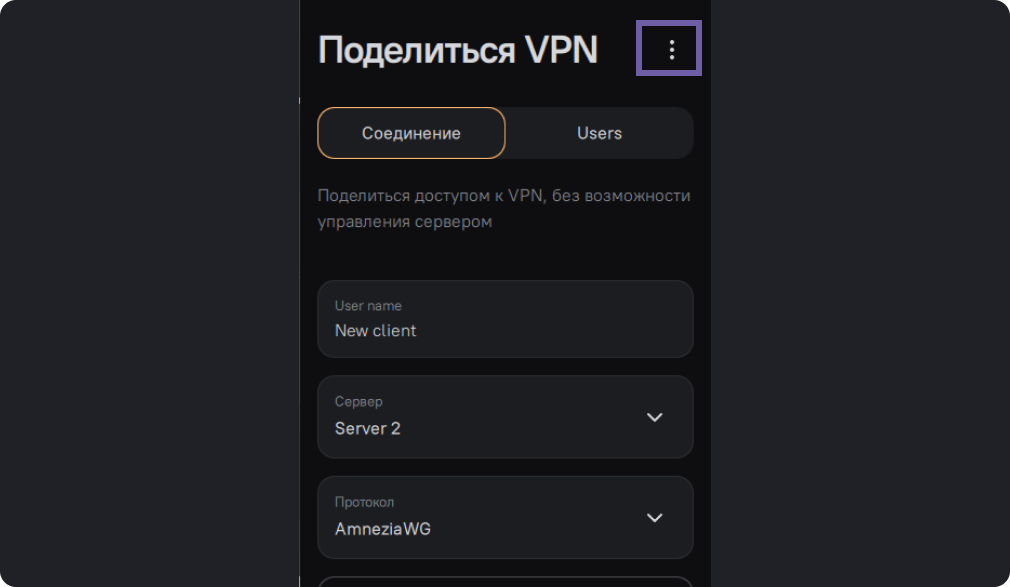 Поделиться VPN
Соединение
Users
Поделиться доступом к VPN, без возможности
управления сервером
User name
New client
Сервер
Server 2
Протокол
AmneziaWG